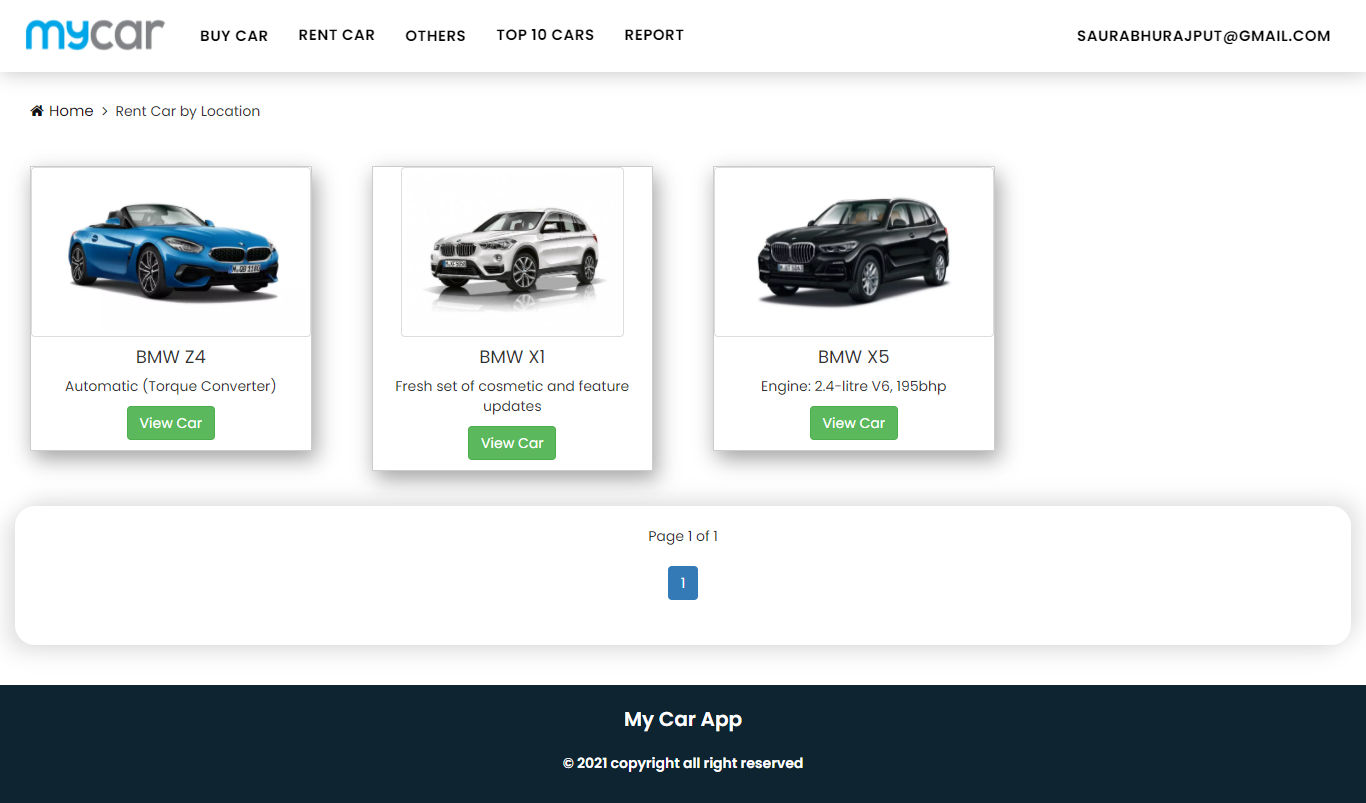 mycar
BUY CAR
RENT CAR
OTHERS
TOP 10 CARS
REPORT
SAURABHURAJPUT@GMAIL.COM
Home > Rent Car by Location
BMW Z4
Automatic (Torque Converter)
View Car
BMW X1
Fresh set of cosmetic and feature
updates
View Car
BMW X5
Engine: 2.4-litre V6, 195bhp
View Car
Page 1 of 1
1
My Car App
© 2021 copyright all right reserved